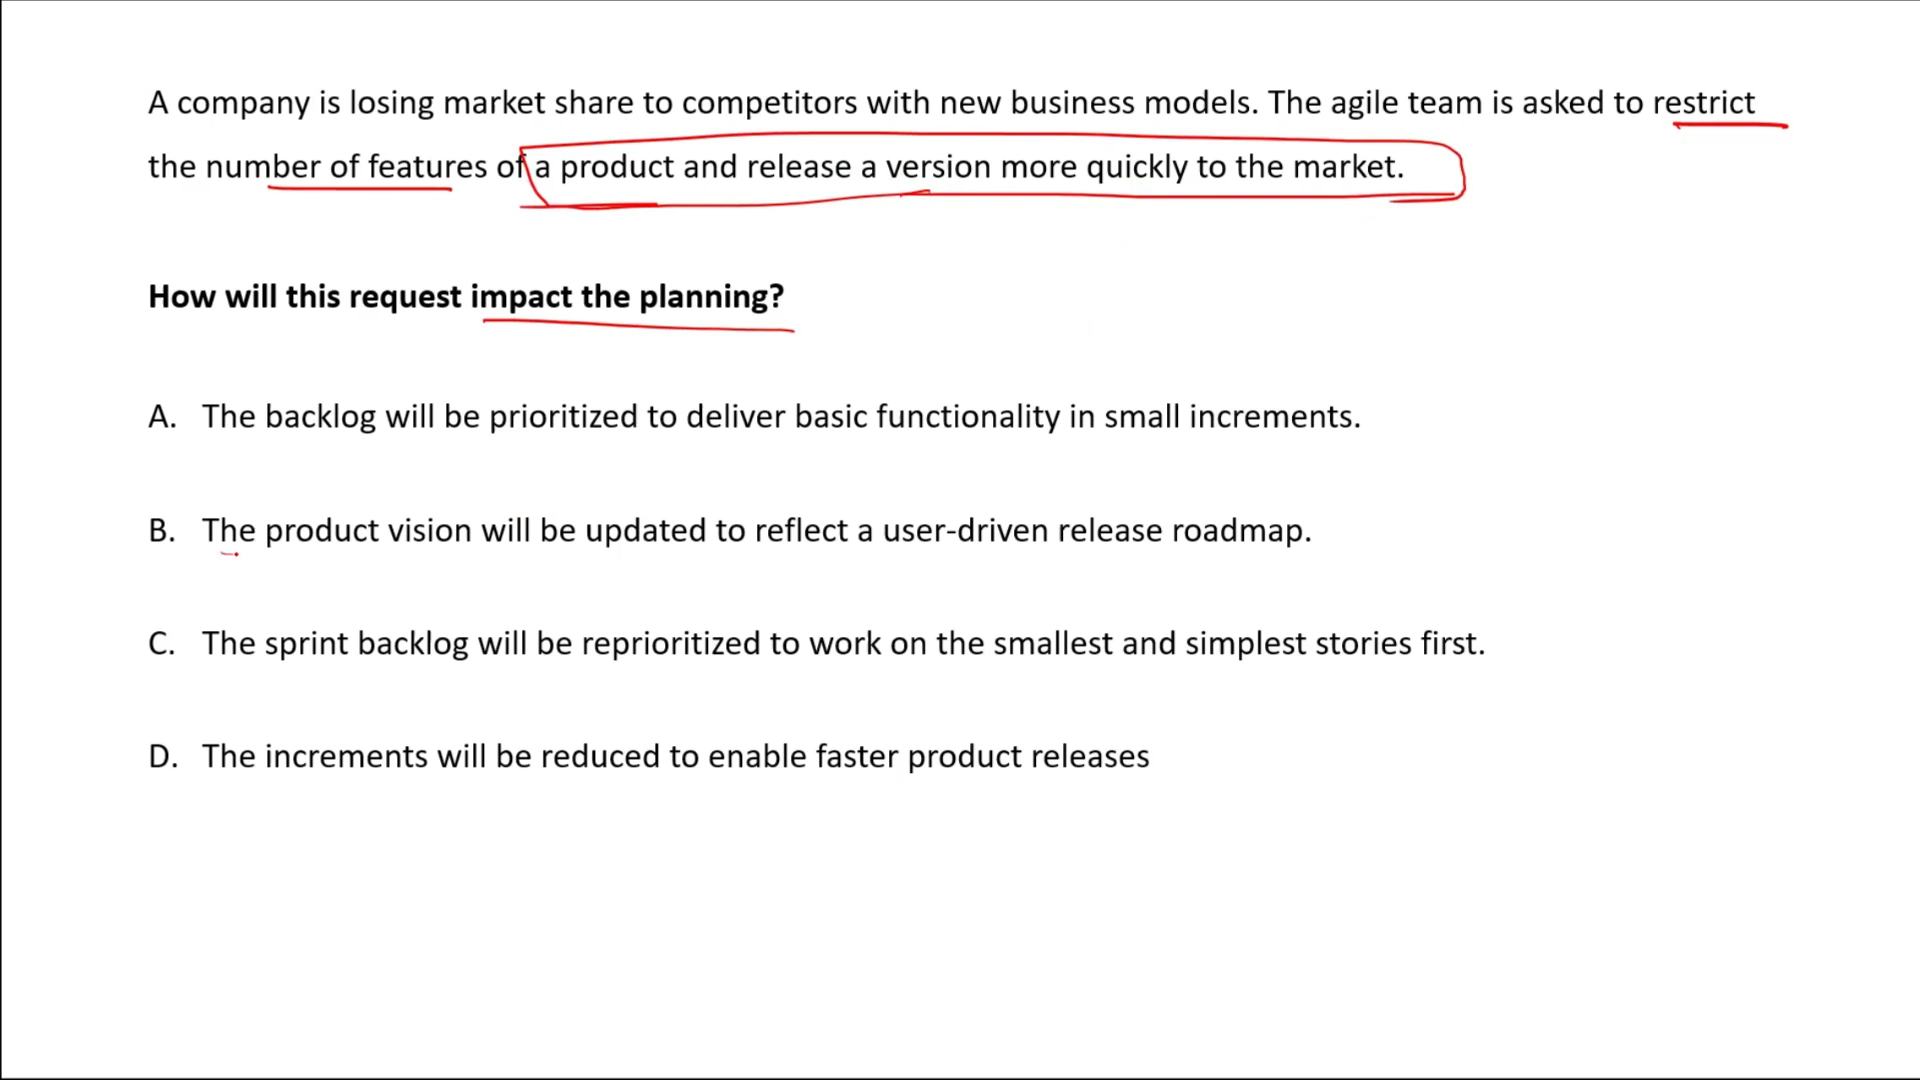 A company is losing market share to competitors with new business models. The agile team is asked to restrict
the number of features of a product and release a version more quickly to the market.
How will this request impact the planning?
A. The backlog will be prioritized to deliver basic functionality in small increments.
B. The product vision will be updated to reflect a user-driven release roadmap.
C. The sprint backlog will be reprioritized to work on the smallest and simplest stories first.
D. The increments will be reduced to enable faster product releases